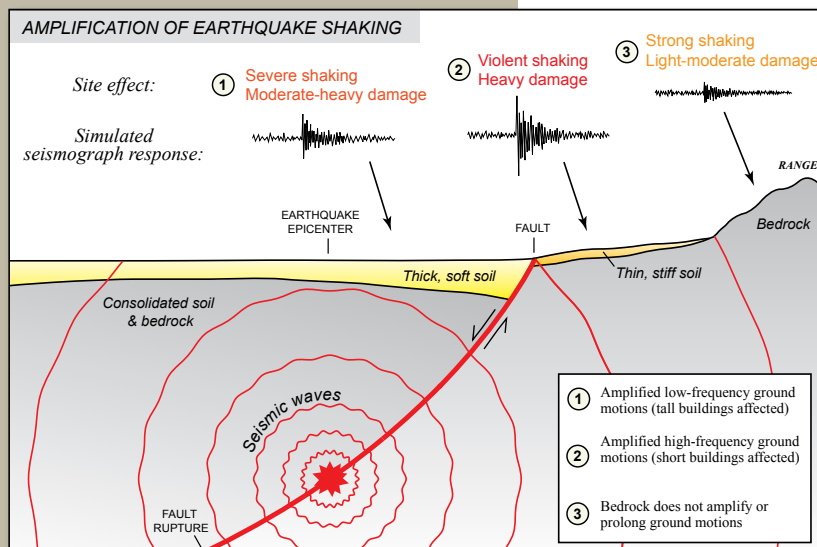 AMPLIFICATION OF EARTHQUAKE SHAKING
Site effect:
1 Severe shaking
Moderate-heavy damage
2 Violent shaking
Heavy damage
3 Strong shaking
Light-moderate damage
Simulated
seismograph response:
RANGE
EARTHQUAKE
EPICENTER
FAULT
Bedrock
Thick, soft soil
Thin, stiff soil
Consolidated soil
& bedrock
Seismic waves
FAULT
RUPTURE
1 Amplified low-frequency ground
motions (tall buildings affected)
2 Amplified high-frequency ground
motions (short buildings affected)
3 Bedrock does not amplify or
prolong ground motions